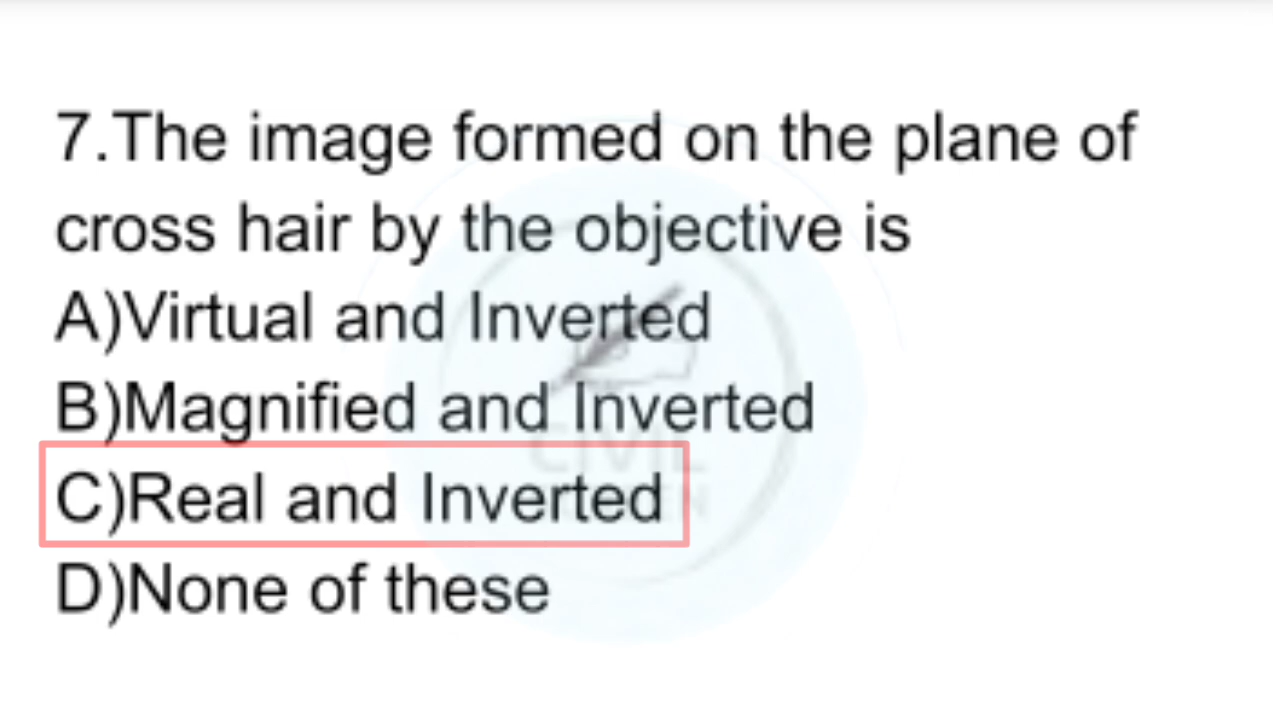 7.The image formed on the plane of
cross hair by the objective is
A)Virtual and Inverted
B)Magnified and Inverted
C)Real and Inverted
D)None of these
CIVIL